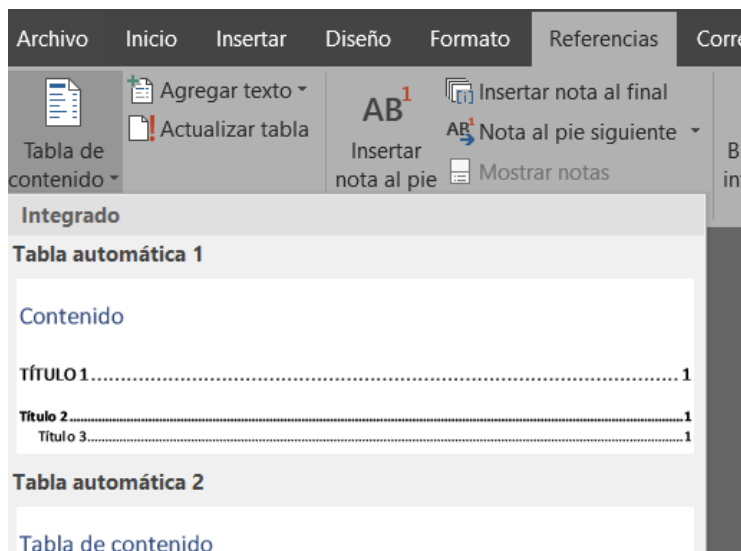 Archivo Inicio Insertar Diseño Formato Referencias Corre
Tabla de
contenido
Agregar texto
Actualizar tabla
AB1
Insertar
nota al pie
Insertar nota al final
AB1 Nota al pie siguiente
Mostrar notas
Integrado
Tabla automática 1
Contenido
TÍTULO 1........................................................................1
Título 2........................................................................1
Título 3........................................................................1
Tabla automática 2
Tabla de contenido